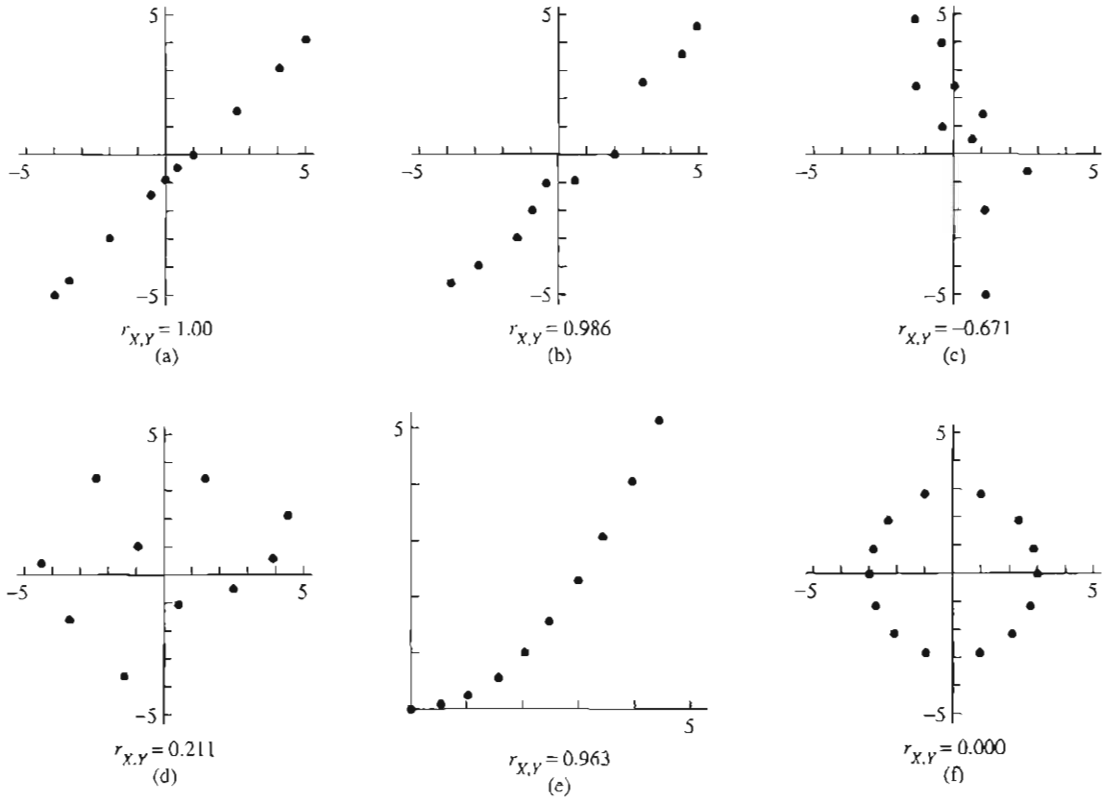 5
5
5
−5
5
−5
5
−5
5
−5
−5
−5
r_{X,Y} = 1.00
r_{X,Y} = 0.986
r_{X,Y} = −0.671
(a)
(b)
(c)
5
5
5
−5
5
−5
5
−5
5
−5
r_{X,Y} = 0.211
r_{X,Y} = 0.963
r_{X,Y} = 0.000
(d)
(e)
(f)